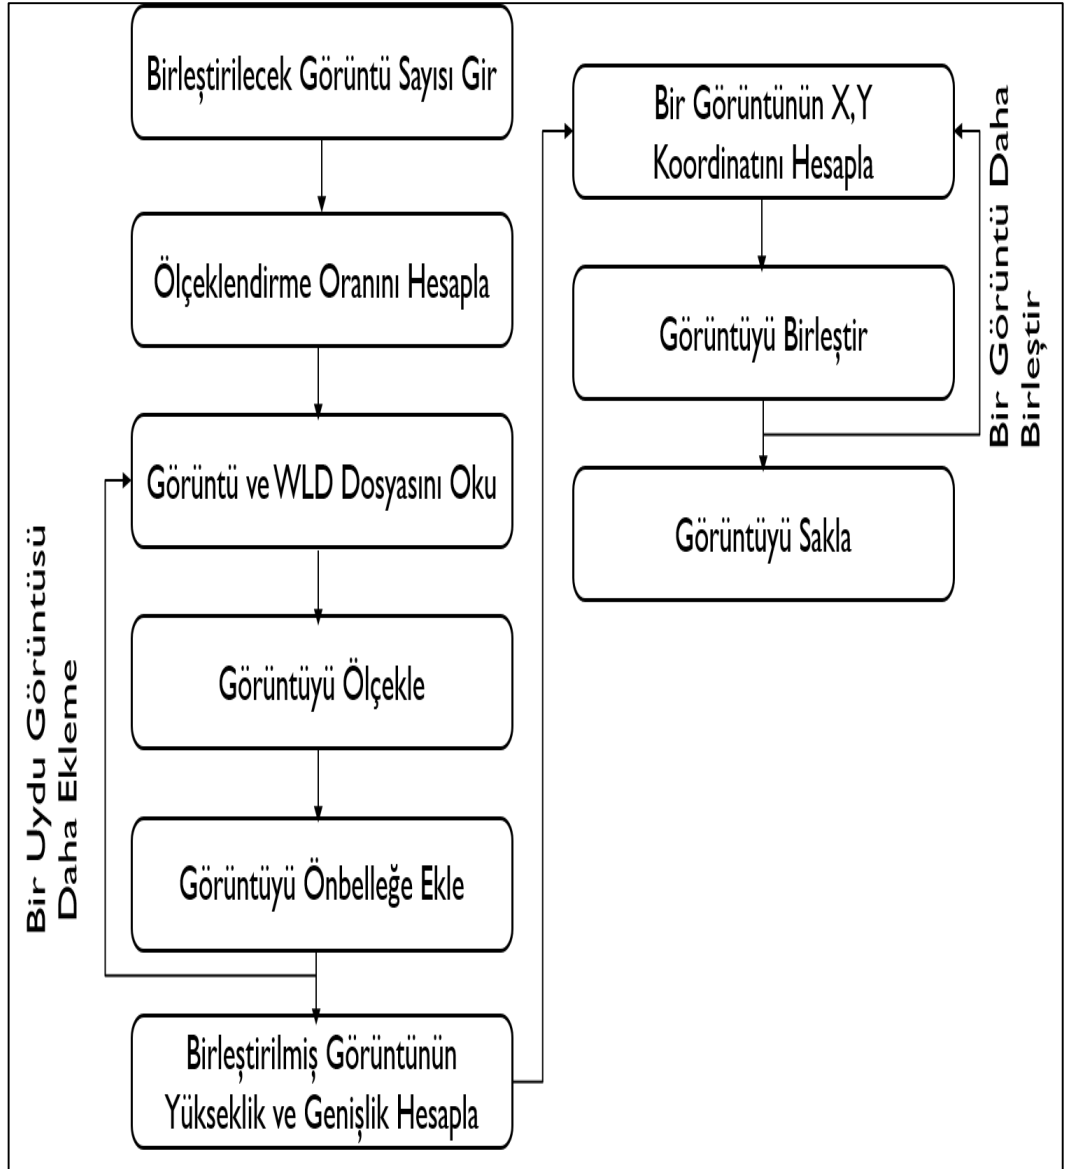 Birleştirilecek Görüntü Sayısı Gir
Ölçeklendirme Oranını Hesapla
Görüntü ve WLD Dosyasını Oku
Görüntüyü Ölçekle
Görüntüyü Önbelleğe Ekle
Birleştirilmiş Görüntünün
Yükseklik ve Genişlik Hesapla
Bir Uydu Görüntüsü
Daha Ekleme
Bir Görüntünün X,Y
Koordinatını Hesapla
Görüntüyü Birleştir
Görüntüyü Sakla
Bir Görüntü Daha
Birleştir